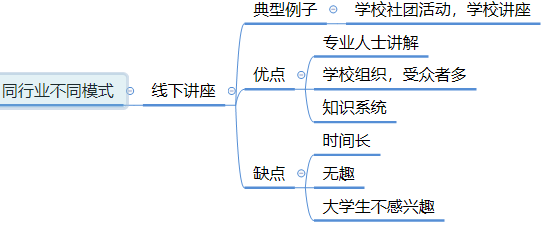 典型例子
学校社团活动，学校讲座
专业人士讲解
优点
学校组织，受众者多
同行业不同模式
线下讲座
知识系统
时间长
缺点
无趣
大学生不感兴趣